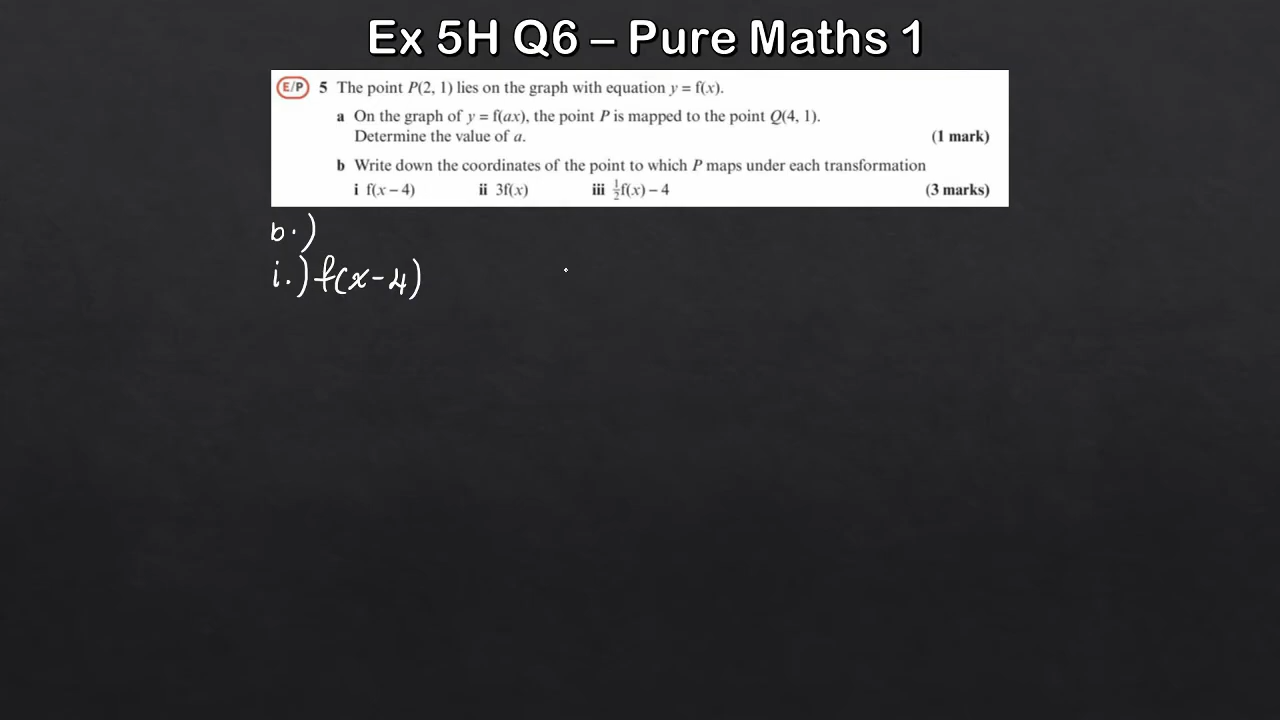 Ex 5H Q6 – Pure Maths 1
E/P 5 The point P(2, 1) lies on the graph with equation y = f(x).
a On the graph of y = f(ax), the point P is mapped to the point Q(4, 1).
Determine the value of a. (1 mark)
b Write down the coordinates of the point to which P maps under each transformation
i f(x – 4) ii 3f(x) iii ½f(x) – 4 (3 marks)
b.)
i.) f(x-4)